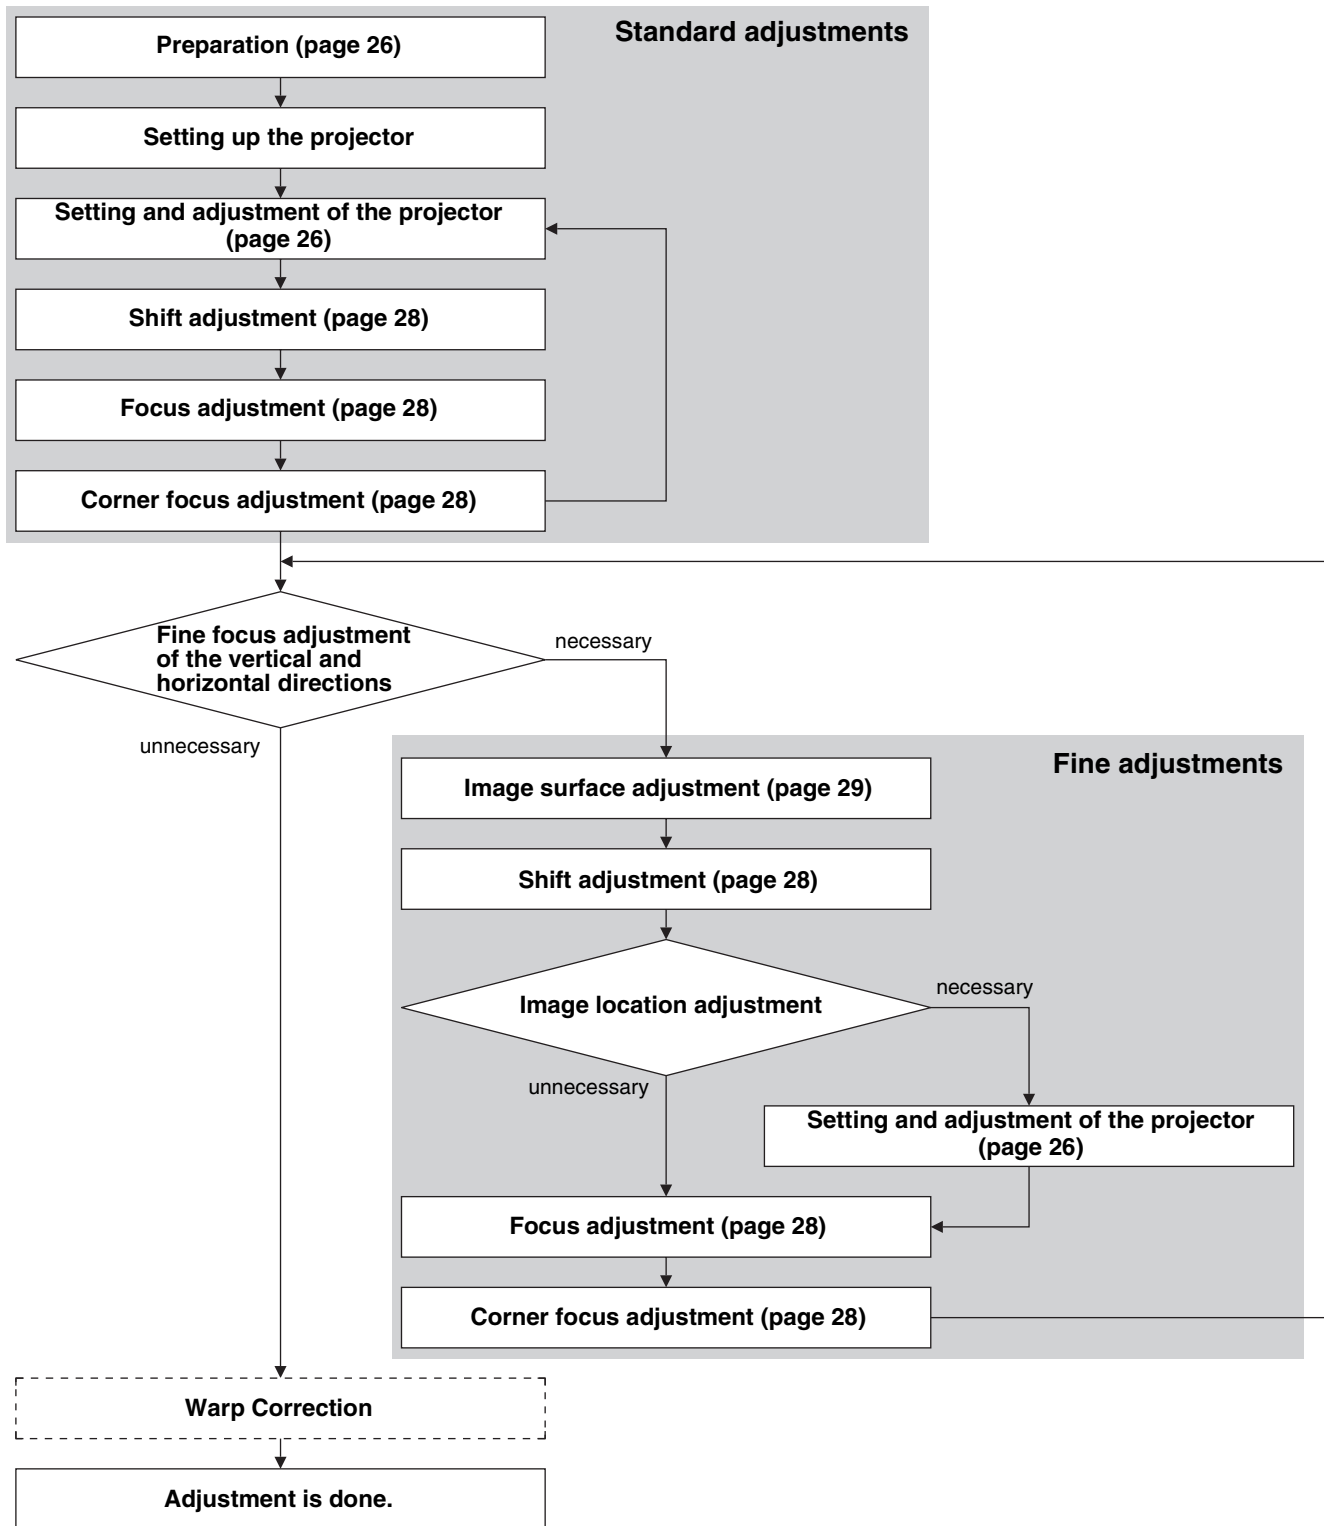 Standard adjustments
Preparation (page 26)
Setting up the projector
Setting and adjustment of the projector
(page 26)
Shift adjustment (page 28)
Focus adjustment (page 28)
Corner focus adjustment (page 28)
Fine focus adjustment
of the vertical and
horizontal directions
necessary
unnecessary
Fine adjustments
Image surface adjustment (page 29)
Shift adjustment (page 28)
Image location adjustment
necessary
unnecessary
Setting and adjustment of the projector
(page 26)
Focus adjustment (page 28)
Corner focus adjustment (page 28)
Warp Correction
Adjustment is done.